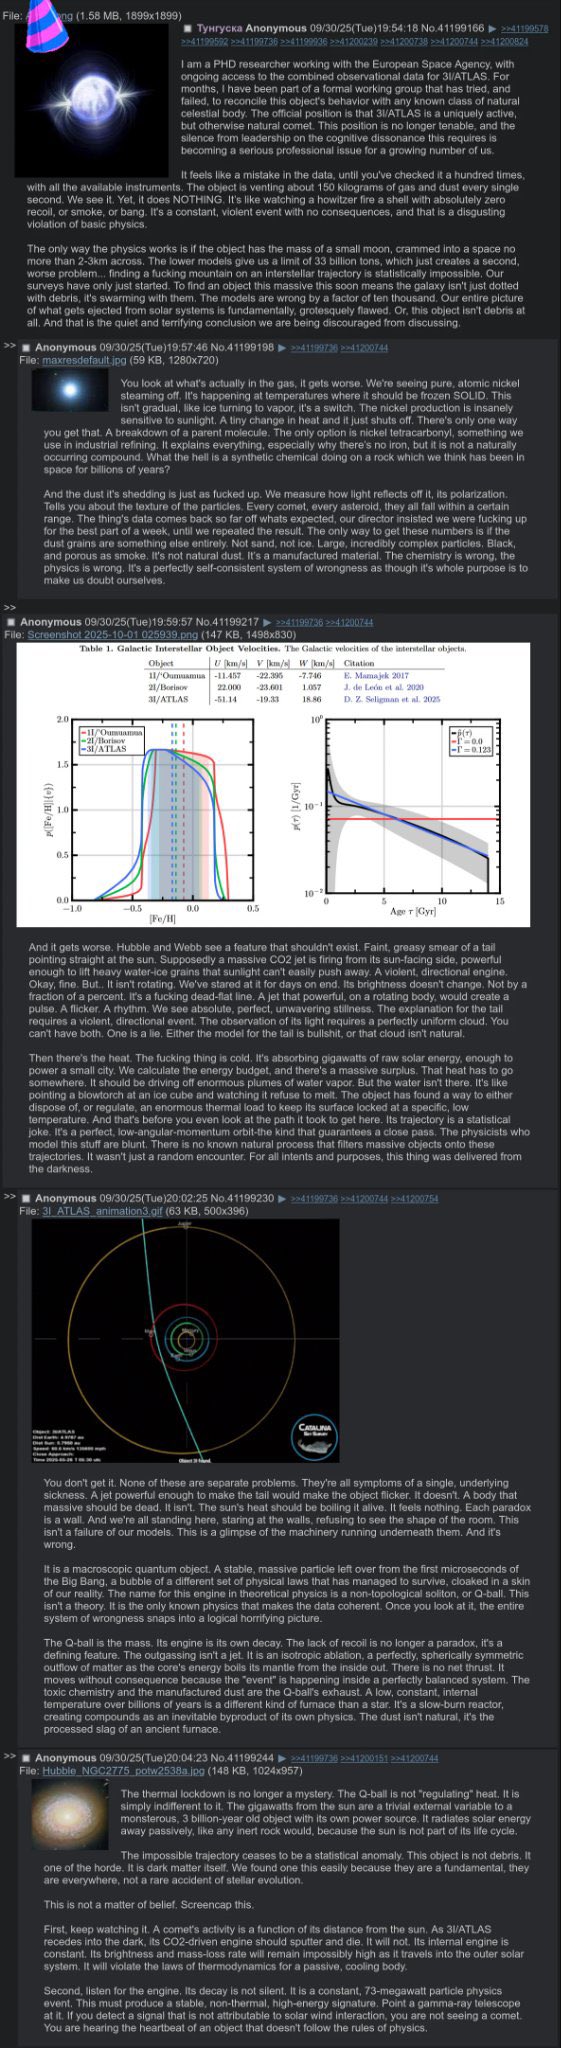 File: A ong (1.58 MB, 1899x1899)
Тунгуска Anonymous 09/30/25(Tue)19:54:18 No.41199166 ▶ >>41199578
>>41199592 >>41199736 >>41199936 >>41200239 >>41200738 >>41200744 >>41200824
I am a PHD researcher working with the European Space Agency, with
ongoing access to the combined observational data for 3I/ATLAS. For
months, I have been part of a formal working group that has tried, and
failed, to reconcile this object's behavior with any known class of natural
celestial body. The official position is that 3I/ATLAS is a uniquely active,
but otherwise natural comet. This position is no longer tenable, and the
silence from leadership on the cognitive dissonance this requires is
becoming a serious professional issue for a growing number of us.
It feels like a mistake in the data, until you've checked it a hundred times,
with all the available instruments. The object is venting about 150 kilograms of gas and dust every single
second. We see it. Yet, it does NOTHING. It's like watching a howitzer fire a shell with absolutely zero
recoil, or smoke, or bang. It's a constant, violent event with no consequences, and that is a disgusting
violation of basic physics.
The only way the physics works is if the object has the mass of a small moon, crammed into a space no
more than 2-3km across. The lower models give us a limit of 33 billion tons, which just creates a second,
worse problem... finding a fucking mountain on an interstellar trajectory is statistically impossible. Our
surveys have only just started. To find an object this massive this soon means the galaxy isn't just dotted
with debris, it's swarming with them. The models are wrong by a factor of ten thousand. Our entire picture
of what gets ejected from solar systems is fundamentally, grotesquely flawed. Or, this object isn't debris at
all. And that is the quiet and terrifying conclusion we are being discouraged from discussing.
>> Anonymous 09/30/25(Tue)19:57:46 No.41199198 ▶ >>41199736 >>41200744
File: maxresdefault.jpg (59 KB, 1280x720)
You look at what's actually in the gas, it gets worse. We're seeing pure, atomic nickel
steaming off. It's happening at temperatures where it should be frozen SOLID. This
isn't gradual, like ice turning to vapor, it's a switch. The nickel production is insanely
sensitive to sunlight. A tiny change in heat and it just shuts off. There's only one way
you get that. A breakdown of a parent molecule. The only option is nickel tetracarbonyl, something we
use in industrial refining. It explains everything, especially why there's no iron, but it is not a naturally
occurring compound. What the hell is a synthetic chemical doing on a rock which we think has been in
space for billions of years?
And the dust it's shedding is just as fucked up. We measure how light reflects off it, its polarization.
Tells you about the texture of the particles. Every comet, every asteroid, they all fall within a certain
range. The thing's data comes back so far off whats expected, our director insisted we were fucking up
for the best part of a week, until we repeated the result. The only way to get these numbers is if the
dust grains are something else entirely. Not sand, not ice. Large, incredibly complex particles. Black,
and porous as smoke. It's not natural dust. It's a manufactured material. The chemistry is wrong, the
physics is wrong. It's a perfectly self-consistent system of wrongness as though it's whole purpose is to
make us doubt ourselves.
>>
Anonymous 09/30/25(Tue)19:59:57 No.41199217 ▶ >>41199736 >>41200744
File: Screenshot 2025-10-01 025939.png (147 KB, 1498x830)
Table 1. Galactic Interstellar Object Velocities. The Galactic velocities of the interstellar objects.
Object U [km/s] V [km/s] W [km/s] Citation
1I/'Oumuamua -11.457 -22.395 -7.746 E. Mamajek 2017
2I/Borisov 22.000 -23.601 1.057 J. de León et al. 2020
3I/ATLAS -51.14 -19.33 18.86 D. Z. Seligman et al. 2025
2.0 1.5 1.0 0.5 0.0
p([Fe/H]|{v})
1I/'Oumuamua
2I/Borisov
3I/ATLAS
−1.0 −0.5 0.0 0.5
[Fe/H]
10⁰ 10⁻¹ 10⁻²
p(τ) [1/Gyr]
p̂(τ)
Γ = 0.0
Γ = 0.123
0 5 10 15
Age τ [Gyr]
And it gets worse. Hubble and Webb see a feature that shouldn't exist. Faint, greasy smear of a tail
pointing straight at the sun. Supposedly a massive CO2 jet is firing from its sun-facing side, powerful
enough to lift heavy water-ice grains that sunlight can't easily push away. A violent, directional engine.
Okay, fine. But.. It isn't rotating. We've stared at it for days on end. Its brightness doesn't change. Not by a
fraction of a percent. It's a fucking dead-flat line. A jet that powerful, on a rotating body, would create a
pulse. A flicker. A rhythm. We see absolute, perfect, unwavering stillness. The explanation for the tail
requires a violent, directional event. The observation of its light requires a perfectly uniform cloud. You
can't have both. One is a lie. Either the model for the tail is bullshit, or that cloud isn't natural.
Then there's the heat. The fucking thing is cold. It's absorbing gigawatts of raw solar energy, enough to
power a small city. We calculate the energy budget, and there's a massive surplus. That heat has to go
somewhere. It should be driving off enormous plumes of water vapor. But the water isn't there. It's like
pointing a blowtorch at an ice cube and watching it refuse to melt. The object has found a way to either
dispose of, or regulate, an enormous thermal load to keep its surface locked at a specific, low
temperature. And that's before you even look at the path it took to get here. Its trajectory is a statistical
joke. It's a perfect, low-angular-momentum orbit-the kind that guarantees a close pass. The physicists who
model this stuff are blunt. There is no known natural process that filters massive objects onto these
trajectories. It wasn't just a random encounter. For all intents and purposes, this thing was delivered from
the darkness.
>> Anonymous 09/30/25(Tue)20:02:25 No.41199230 ▶ >>41199736 >>41200744 >>41200754
File: 3I_ATLAS_animation3.gif (63 KB, 500x396)
Jupiter
Object: 3I/ATLAS
Close Approach:
Object 3I found.
CATALINA
SKY SURVEY
You don't get it. None of these are separate problems. They're all symptoms of a single, underlying
sickness. A jet powerful enough to make the tail would make the object flicker. It doesn't. A body that
massive should be dead. It isn't. The sun's heat should be boiling it alive. It feels nothing. Each paradox
is a wall. And we're all standing here, staring at the walls, refusing to see the shape of the room. This
isn't a failure of our models. This is a glimpse of the machinery running underneath them. And it's
wrong.
It is a macroscopic quantum object. A stable, massive particle left over from the first microseconds of
the Big Bang, a bubble of a different set of physical laws that has managed to survive, cloaked in a skin
of our reality. The name for this engine in theoretical physics is a non-topological soliton, or Q-ball. This
isn't a theory. It is the only known physics that makes the data coherent. Once you look at it, the entire
system of wrongness snaps into a logical horrifying picture.
The Q-ball is the mass. Its engine is its own decay. The lack of recoil is no longer a paradox, it's a
defining feature. The outgassing isn't a jet. It is an isotropic ablation, a perfectly, spherically symmetric
outflow of matter as the core's energy boils its mantle from the inside out. There is no net thrust. It
moves without consequence because the "event" is happening inside a perfectly balanced system. The
toxic chemistry and the manufactured dust are the Q-ball's exhaust. A low, constant, internal
temperature over billions of years is a different kind of furnace than a star. It's a slow-burn reactor,
creating compounds as an inevitable byproduct of its own physics. The dust isn't natural, it's the
processed slag of an ancient furnace.
>> Anonymous 09/30/25(Tue)20:04:23 No.41199244 ▶ >>41199736 >>41200151 >>41200744
File: Hubble_NGC2775_potw2538a.jpg (148 KB, 1024x957)
The thermal lockdown is no longer a mystery. The Q-ball is not "regulating" heat. It is
simply indifferent to it. The gigawatts from the sun are a trivial external variable to a
monsterous, 3 billion-year old object with its own power source. It radiates solar energy
away passively, like any inert rock would, because the sun is not part of its life cycle.
The impossible trajectory ceases to be a statistical anomaly. This object is not debris. It
one of the horde. It is dark matter itself. We found one this easily because they are a fundamental, they
are everywhere, not a rare accident of stellar evolution.
This is not a matter of belief. Screencap this.
First, keep watching it. A comet's activity is a function of its distance from the sun. As 3I/ATLAS
recedes into the dark, its CO2-driven engine should sputter and die. It will not. Its internal engine is
constant. Its brightness and mass-loss rate will remain impossibly high as it travels into the outer solar
system. It will violate the laws of thermodynamics for a passive, cooling body.
Second, listen for the engine. Its decay is not silent. It is a constant, 73-megawatt particle physics
event. This must produce a stable, non-thermal, high-energy signature. Point a gamma-ray telescope
at it. If you detect a signal that is not attributable to solar wind interaction, you are not seeing a comet.
You are hearing the heartbeat of an object that doesn't follow the rules of physics.